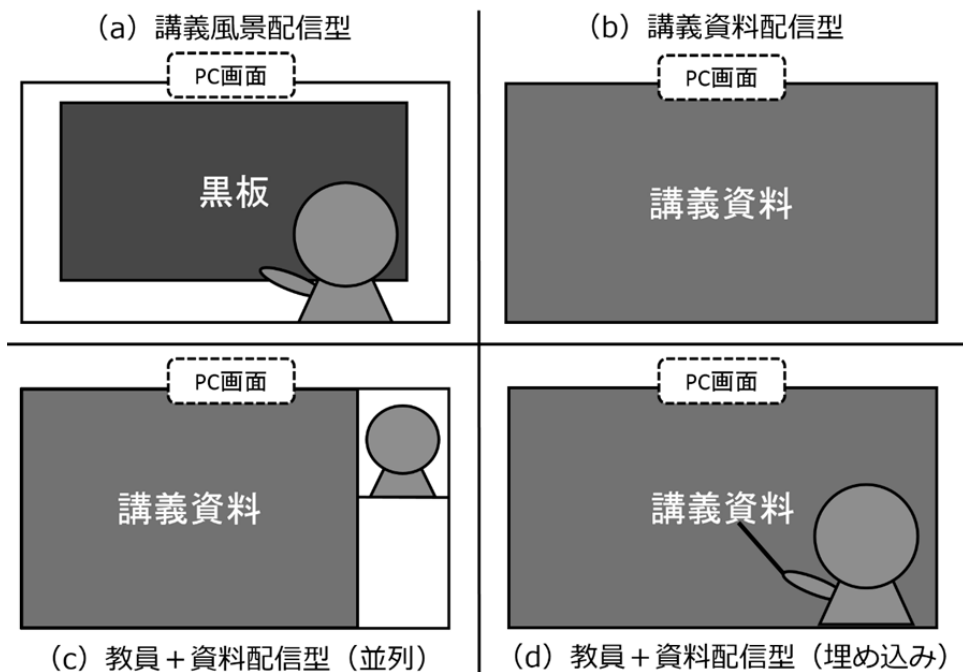 (a) 講義風景配信型
PC画面
黒板
(b) 講義資料配信型
PC画面
講義資料
PC画面
講義資料
(c) 教員+資料配信型(並列)
PC画面
講義資料
(d) 教員+資料配信型(埋め込み)